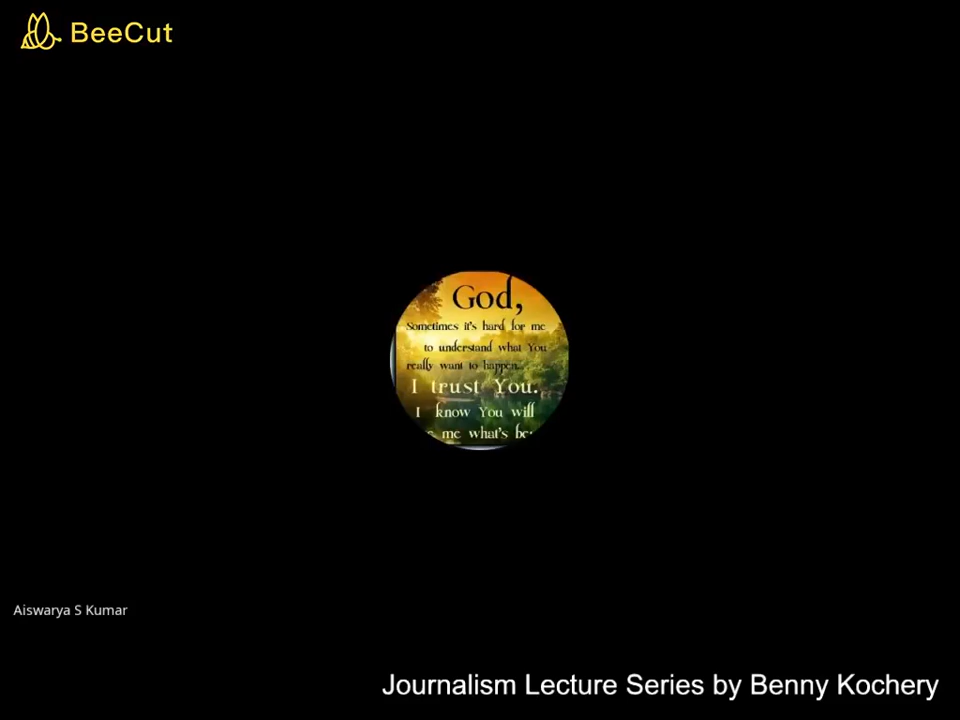 BeeCut
God,
Sometimes it's hard for me
to understand what You
really want to happen...
I trust You.
I know You will
me what's
Aiswarya S Kumar
Journalism Lecture Series by Benny Kochery